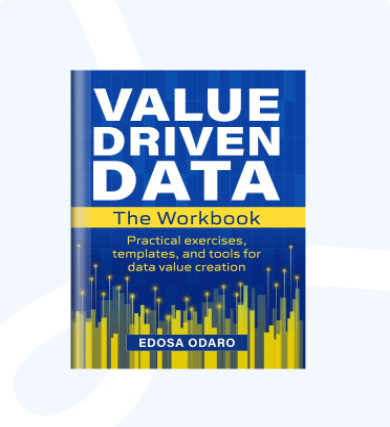 VALUE
DRIVEN
DATA
The Workbook
Practical exercises,
templates, and tools for
data value creation
EDOSA ODARO